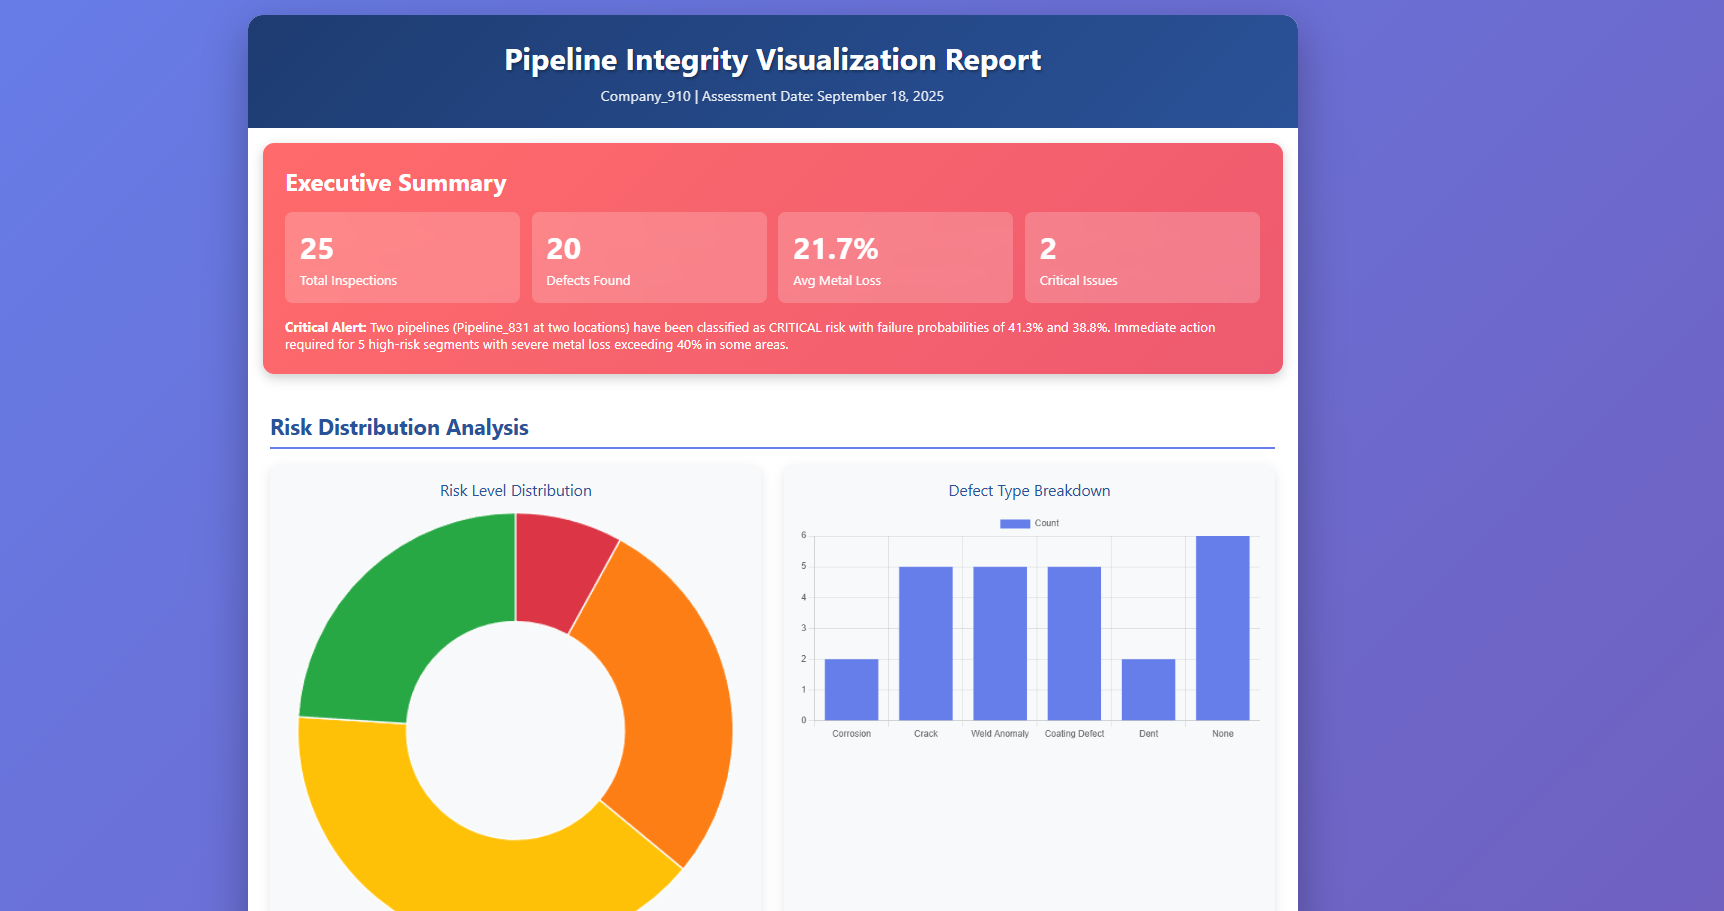 Pipeline Integrity Visualization Report
Company_910 | Assessment Date: September 18, 2025
Executive Summary
25
Total Inspections
20
Defects Found
21.7%
Avg Metal Loss
2
Critical Issues
Critical Alert: Two pipelines (Pipeline_831 at two locations) have been classified as CRITICAL risk with failure probabilities of 41.3% and 38.8%. Immediate action
required for 5 high-risk segments with severe metal loss exceeding 40% in some areas.
Risk Distribution Analysis
Risk Level Distribution
Defect Type Breakdown
Count
6
5
4
3
2
1
0
Corrosion
Crack
Weld Anomaly
Coating Defect
Dent
None